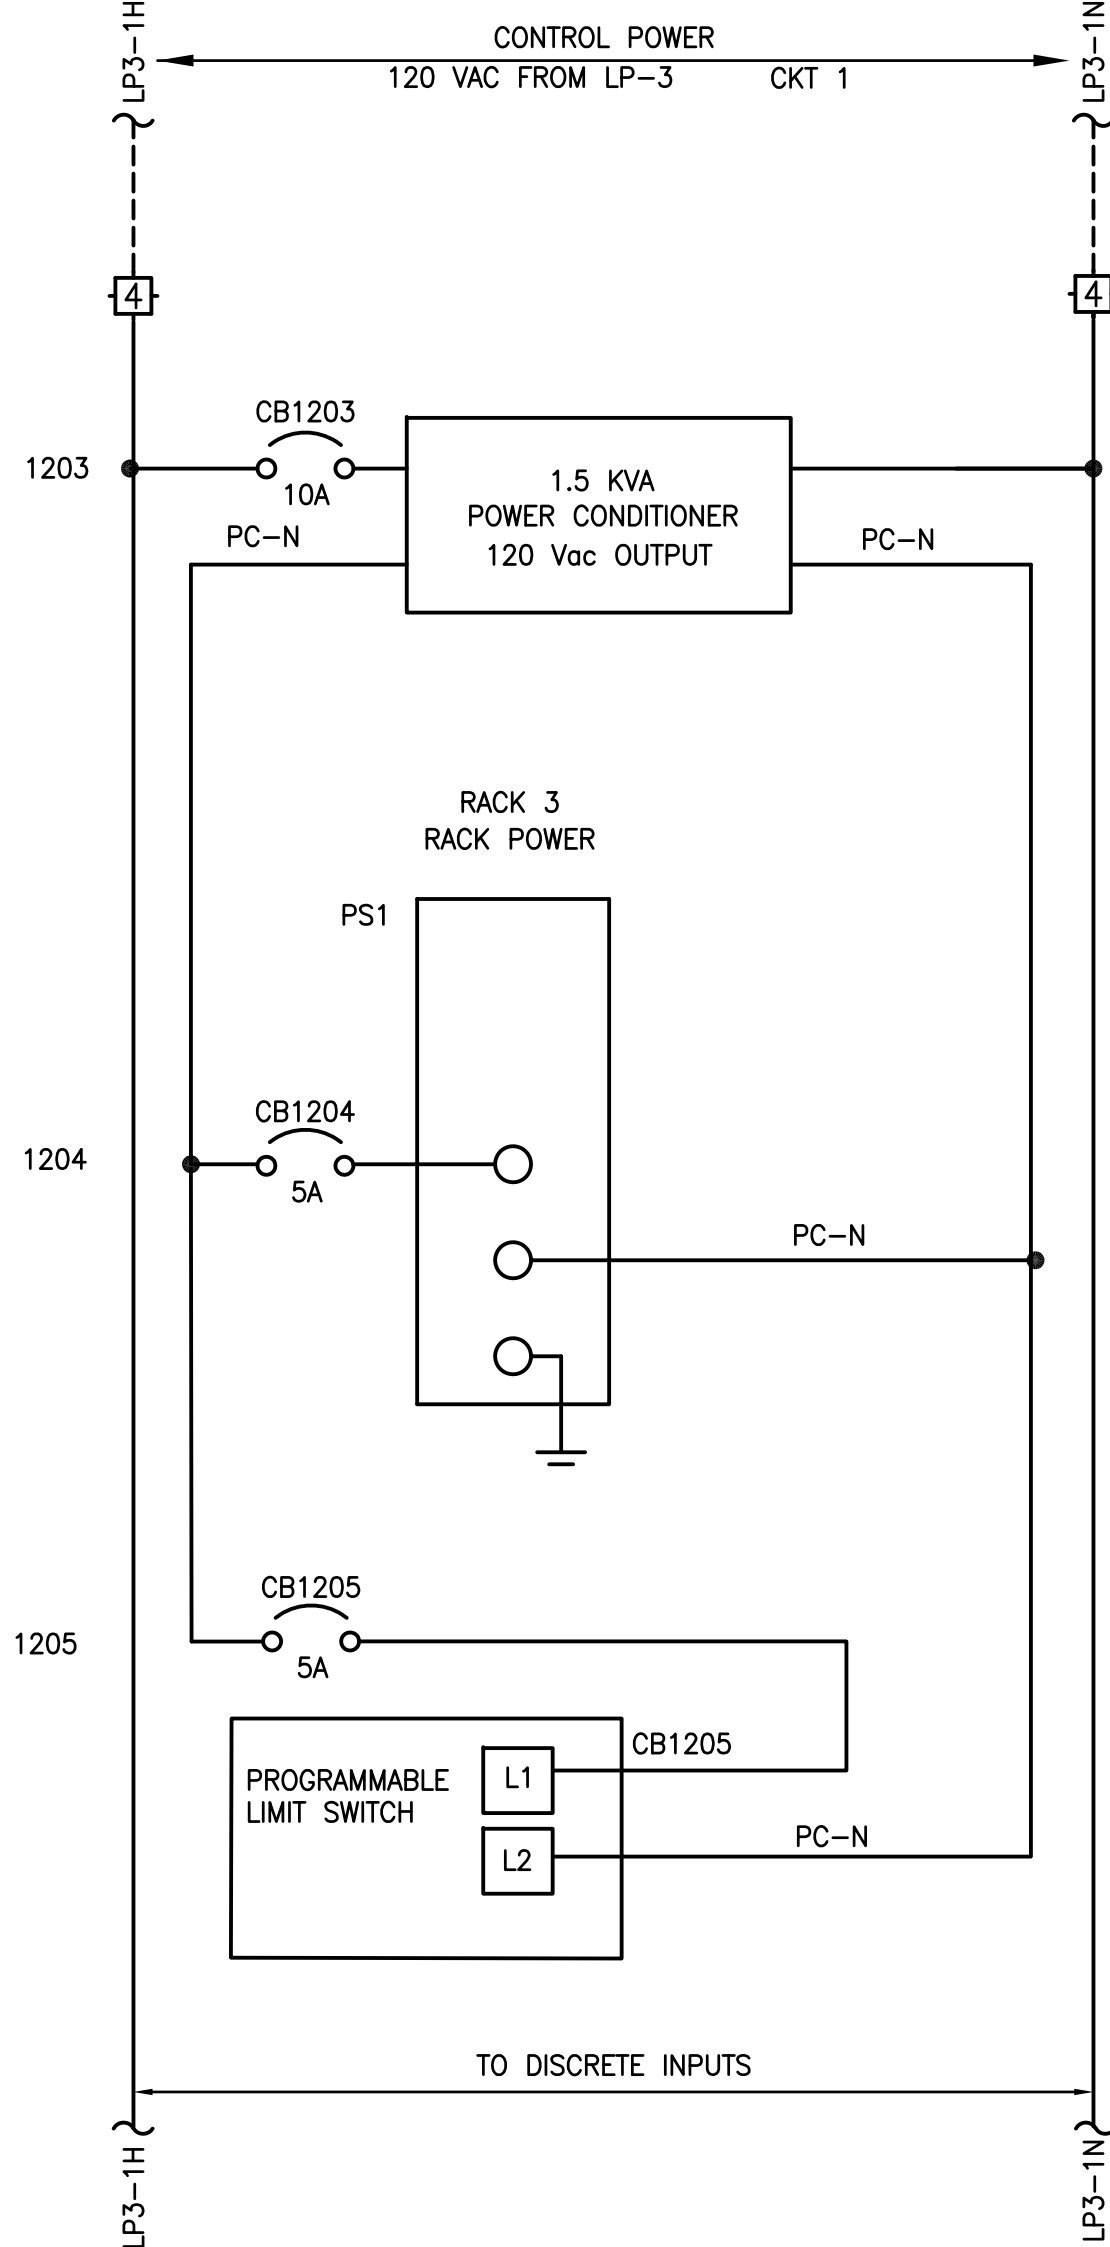 LP3-1H
CONTROL POWER
120 VAC FROM LP-3 CKT 1
LP3-1N
4
4
CB1203
1203
10A
1.5 KVA
POWER CONDITIONER
120 Vac OUTPUT
PC-N
PC-N
RACK 3
RACK POWER
PS1
CB1204
1204
5A
PC-N
CB1205
1205
5A
CB1205
PROGRAMMABLE
LIMIT SWITCH
L1
L2
PC-N
TO DISCRETE INPUTS
LP3-1H
LP3-1N